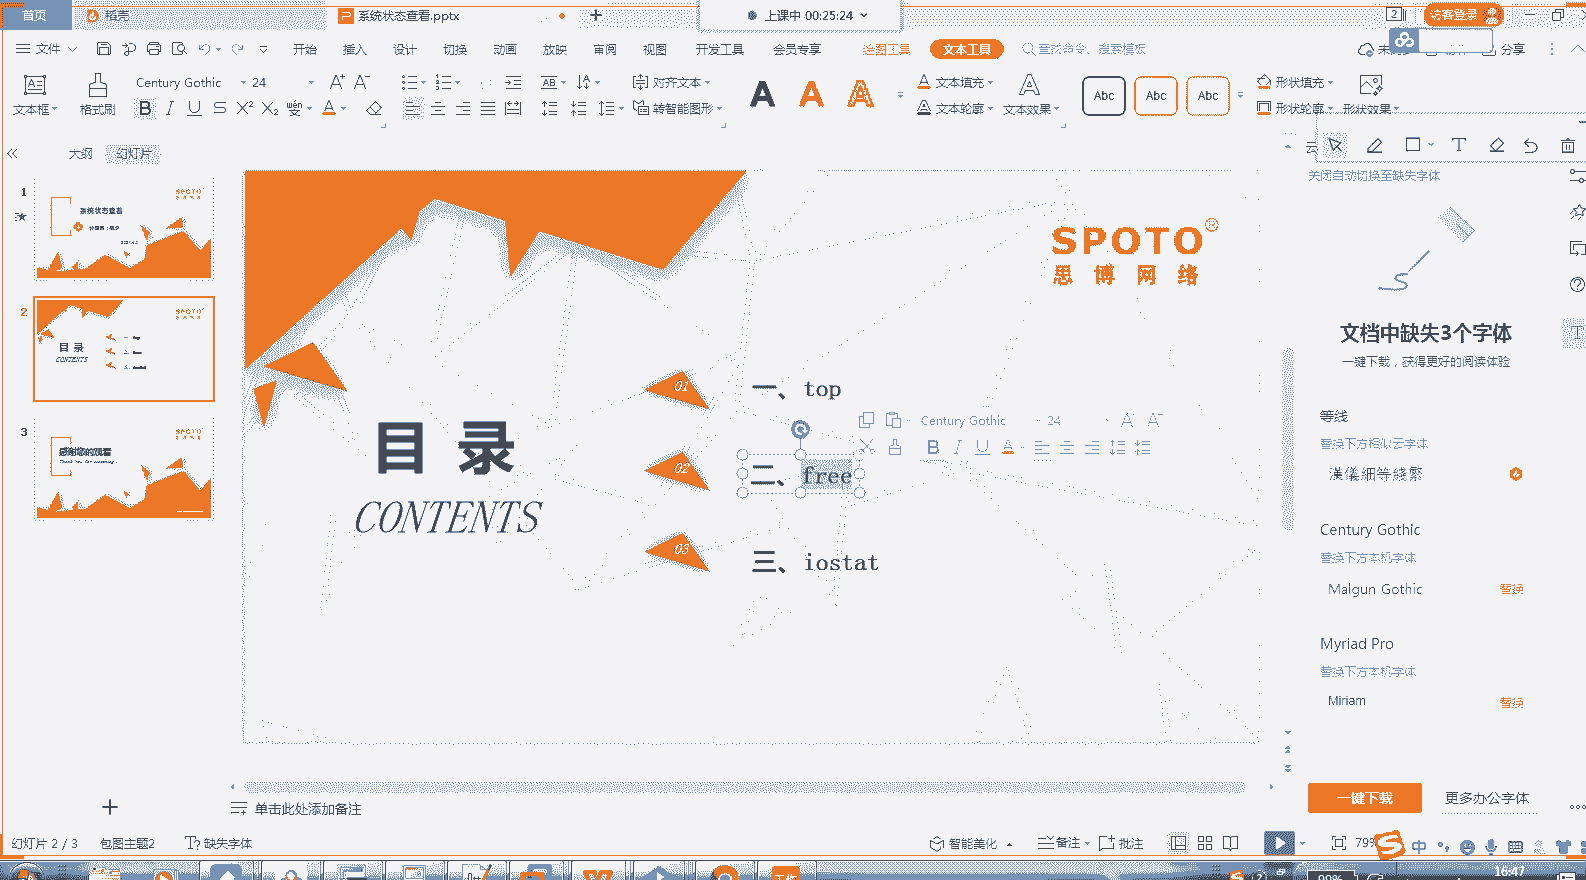 首页
稻壳
系统状态查看.pptx
上课中 00:25:24
2
访客登录
文件
开始 插入 设计 切换 动画 放映 审阅 视图 开发工具 会员专享 绘图工具 文本工具 查找命令、搜索模板
分享
文本框 格式刷
Century Gothic 24
对齐文本
转智能图形
文本填充
文本轮廓 文本效果
Abc Abc Abc
形状填充
形状轮廓 形状效果
大纲 幻灯片
1
系统状态查看
2
目 录
CONTENTS
3
感谢您的观看
SPOTO
思博网络
目 录
CONTENTS
01 一、top
02 二、free
03 三、iostat
Century Gothic 24
关闭自动切换至缺失字体
文档中缺失3个字体
一键下载，获得更好的阅读体验
等线
替换下方相似云字体
漢儀細等綫繁
Century Gothic
替换下方本机字体
Malgun Gothic 替换
Myriad Pro
替换下方本机字体
Miriam 替换
一键下载 更多办公字体
单击此处添加备注
幻灯片 2 / 3 包图主题2 缺失字体
智能美化 备注 批注 79%
中
99%
16:47